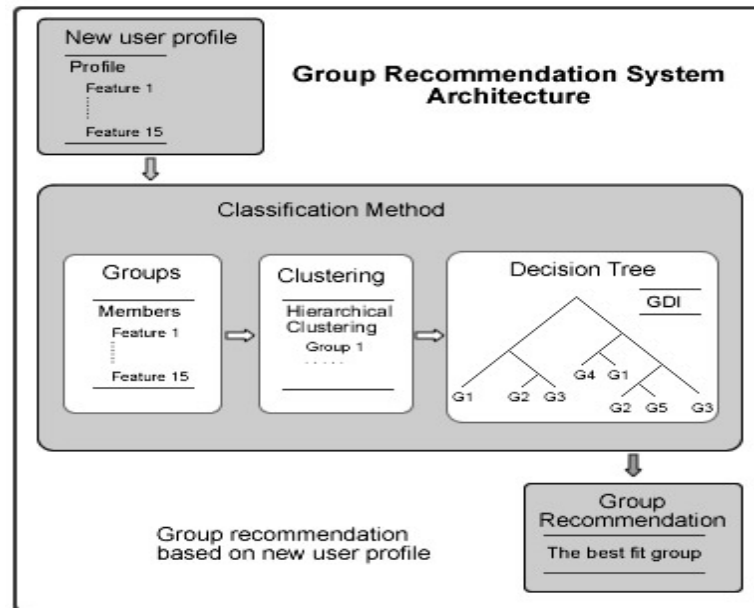 New user profile
Profile
Feature 1
Feature 15
Group Recommendation System
Architecture
Classification Method
Groups
Members
Feature 1
Feature 15
Clustering
Hierarchical
Clustering
Group 1
. . . . .
Decision Tree
GDI
G4 G1
G1 G2 G3 G2 G5 G3
Group recommendation
based on new user profile
Group
Recommendation
The best fit group